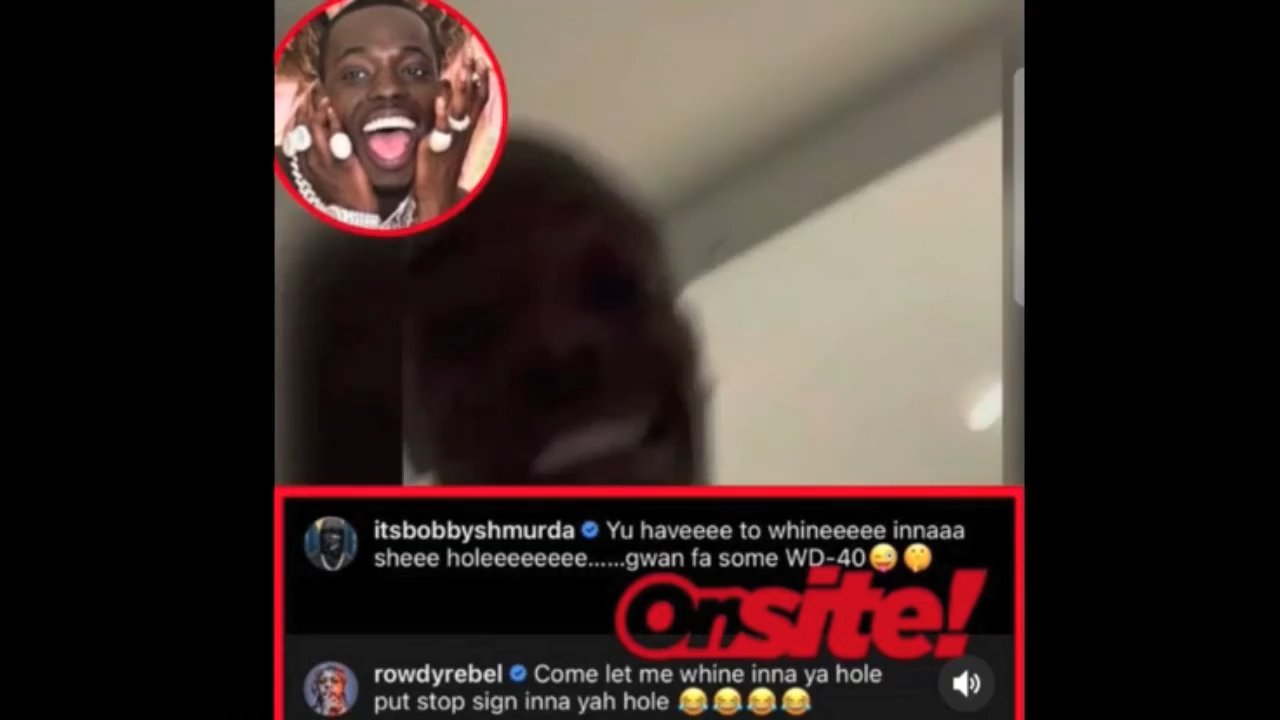 itsbobbyshmurda Yu haveeee to whineeeee innaaa
sheee holeeeeeeee......gwan fa some WD-40😜🤫
Onsite!
rowdyrebel Come let me whine inna ya hole
put stop sign inna yah hole 😂😂😂😂